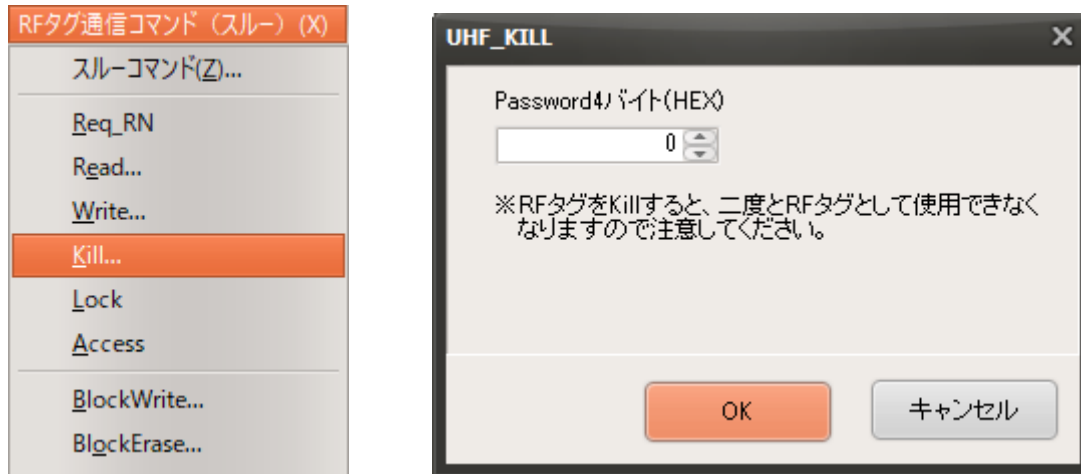 RFタグ通信コマンド（スルー）(X)
スルーコマンド(Z)...
Req_RN
Read...
Write...
Kill...
Lock
Access
BlockWrite...
BlockErase...
UHF_KILL
Password4バイト(HEX)
0
※RFタグをKillすると、二度とRFタグとして使用できなく
なりますので注意してください。
OK
キャンセル